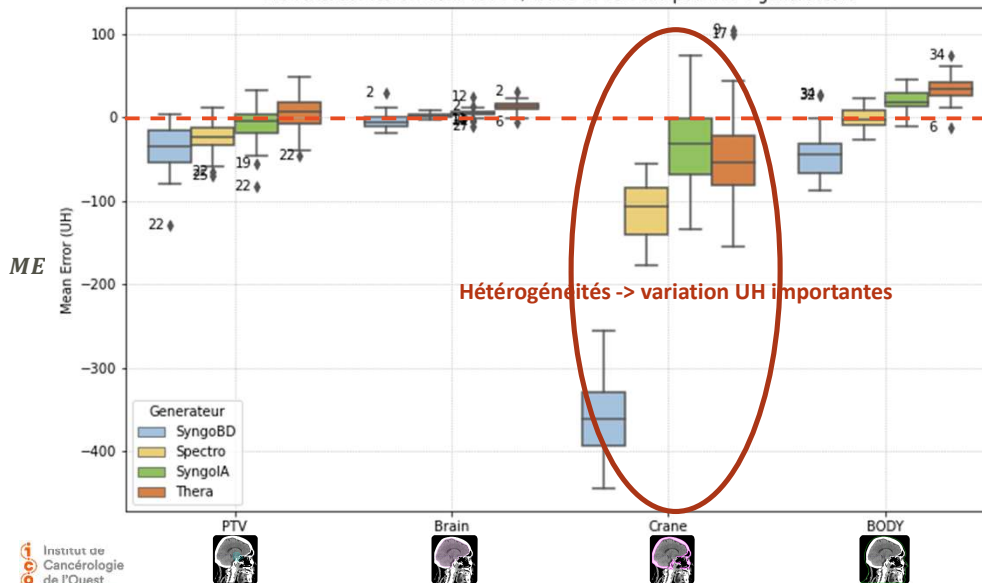 100
0
-100
-200
-300
-400
ME
Mean Error (UH)
22
25
22
19
22
22
2
12
2
27
2
6
9
17
34
34
6
Hétérogénéités -> variation UH importantes
Generateur
SyngoBD
Spectro
SyngoIA
Thera
PTV
Brain
Crane
BODY
ico
Institut de
Cancérologie
de l'Ouest